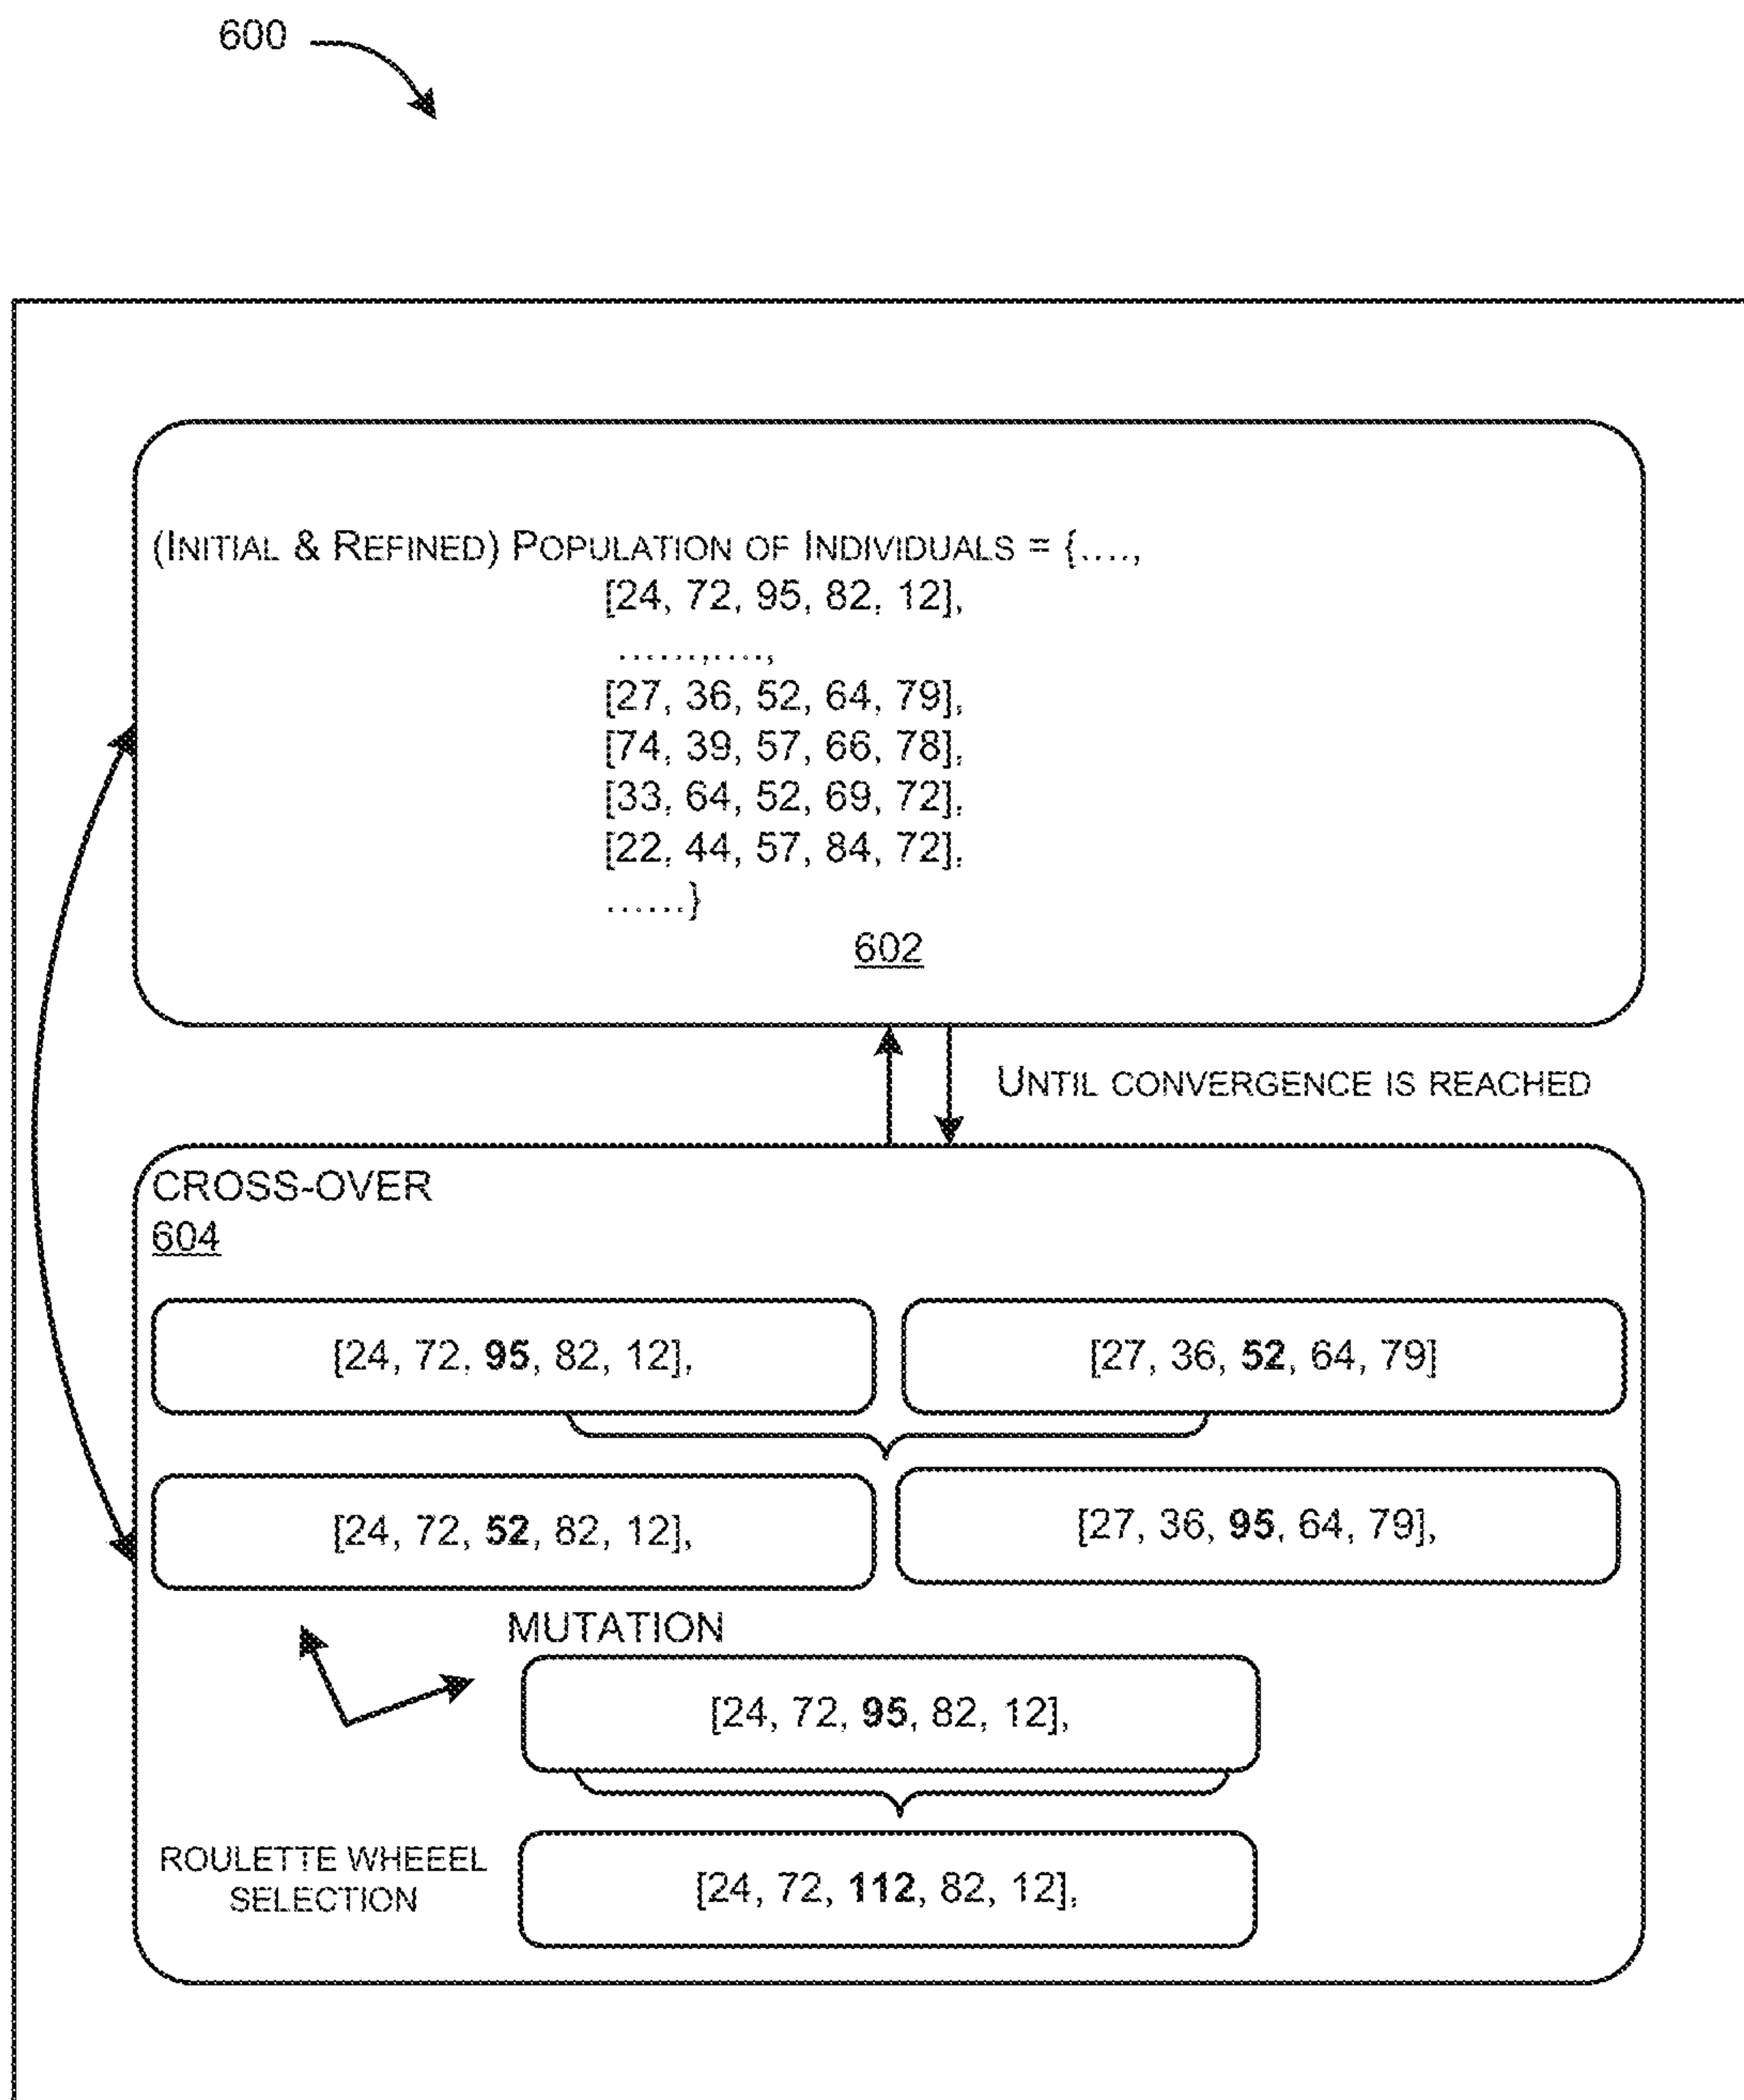 600
(INITIAL & REFINED) POPULATION OF INDIVIDUALS = {....,
[24, 72, 95, 82, 12],
......,....,
[27, 36, 52, 64, 79],
[74, 39, 57, 66, 78],
[33, 64, 52, 69, 72],
[22, 44, 57, 84, 72],
......}
602
UNTIL CONVERGENCE IS REACHED
CROSS-OVER
604
[24, 72, 95, 82, 12], [27, 36, 52, 64, 79]
[24, 72, 52, 82, 12], [27, 36, 95, 64, 79],
MUTATION
[24, 72, 95, 82, 12],
ROULETTE WHEEEL
SELECTION
[24, 72, 112, 82, 12],